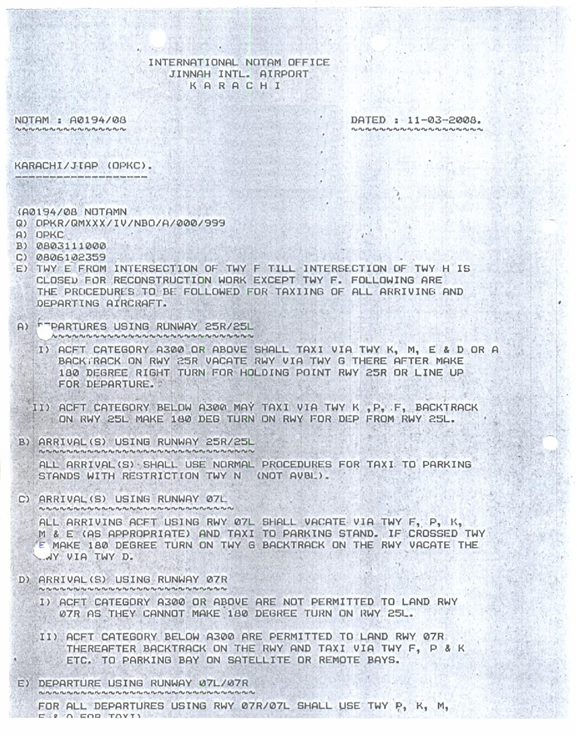 INTERNATIONAL NOTAM OFFICE
JINNAH INTL. AIRPORT
K A R A C H I
NOTAM : A0194/08 DATED : 11-03-2008.
KARACHI/JIAP (OPKC).
(A0194/08 NOTAMN
Q) OPKR/QMXXX/IV/NBO/A/000/999
A) OPKC
B) 0803111000
C) 0806102359
E) TWY E FROM INTERSECTION OF TWY F TILL INTERSECTION OF TWY H IS
CLOSED FOR RECONSTRUCTION WORK EXCEPT TWY F. FOLLOWING ARE
THE PROCEDURES TO BE FOLLOWED FOR TAXIING OF ALL ARRIVING AND
DEPARTING AIRCRAFT.
A) DEPARTURES USING RUNWAY 25R/25L
I) ACFT CATEGORY A300 OR ABOVE SHALL TAXI VIA TWY K, M, E & D OR A
BACKTRACK ON RWY 25R VACATE RWY VIA TWY G THERE AFTER MAKE
180 DEGREE RIGHT TURN FOR HOLDING POINT RWY 25R OR LINE UP
FOR DEPARTURE.
II) ACFT CATEGORY BELOW A300 MAY TAXI VIA TWY K ,P, F, BACKTRACK
ON RWY 25L MAKE 180 DEG TURN ON RWY FOR DEP FROM RWY 25L.
B) ARRIVAL(S) USING RUNWAY 25R/25L
ALL ARRIVAL(S) SHALL USE NORMAL PROCEDURES FOR TAXI TO PARKING
STANDS WITH RESTRICTION TWY N (NOT AVBL).
C) ARRIVAL(S) USING RUNWAY 07L
ALL ARRIVING ACFT USING RWY 07L SHALL VACATE VIA TWY F, P, K,
M & E (AS APPROPRIATE) AND TAXI TO PARKING STAND. IF CROSSED TWY
E MAKE 180 DEGREE TURN ON TWY G BACKTRACK ON THE RWY VACATE THE
WY VIA TWY D.
D) ARRIVAL(S) USING RUNWAY 07R
I) ACFT CATEGORY A300 OR ABOVE ARE NOT PERMITTED TO LAND RWY
07R AS THEY CANNOT MAKE 180 DEGREE TURN ON RWY 25L.
II) ACFT CATEGORY BELOW A300 ARE PERMITTED TO LAND RWY 07R
THEREAFTER BACKTRACK ON THE RWY AND TAXI VIA TWY F, P & K
ETC. TO PARKING BAY ON SATELLITE OR REMOTE BAYS.
E) DEPARTURE USING RUNWAY 07L/07R
FOR ALL DEPARTURES USING RWY 07R/07L SHALL USE TWY P, K, M,
E & D FOR TAXI)